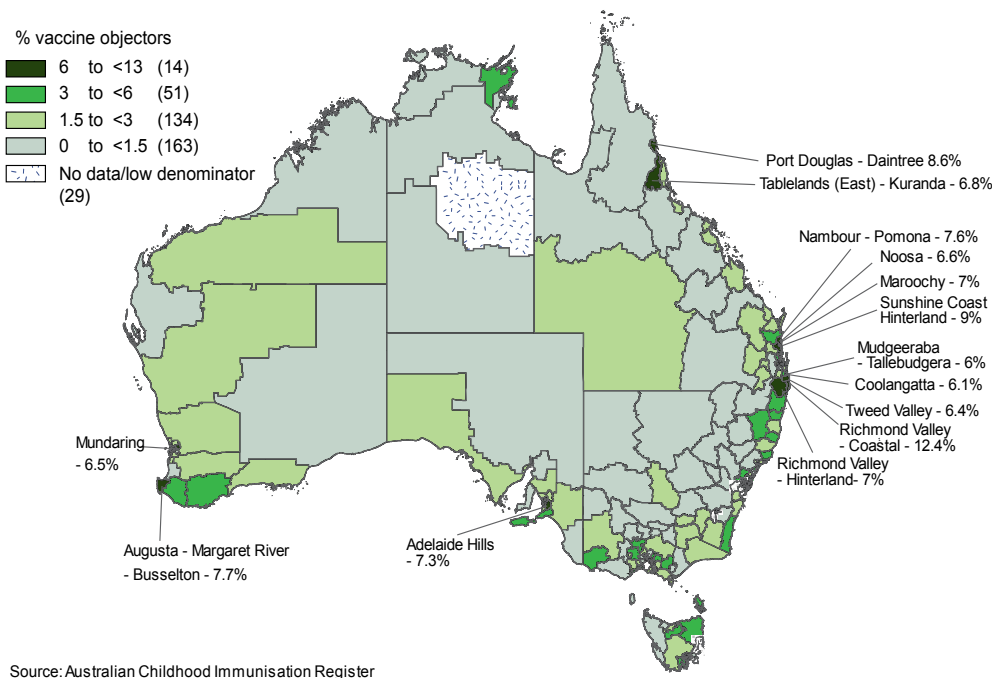 % vaccine objectors
6 to <13 (14)
3 to <6 (51)
1.5 to <3 (134)
0 to <1.5 (163)
No data/low denominator
(29)
Port Douglas - Daintree 8.6%
Tablelands (East) - Kuranda - 6.8%
Nambour - Pomona - 7.6%
Noosa - 6.6%
Maroochy - 7%
Sunshine Coast
Hinterland - 9%
Mudgeeraba
- Tallebudgera - 6%
Coolangatta - 6.1%
Tweed Valley - 6.4%
Richmond Valley
- Coastal - 12.4%
Richmond Valley
- Hinterland- 7%
Mundaring
- 6.5%
Adelaide Hills
- 7.3%
Augusta - Margaret River
- Busselton - 7.7%
Source: Australian Childhood Immunisation Register